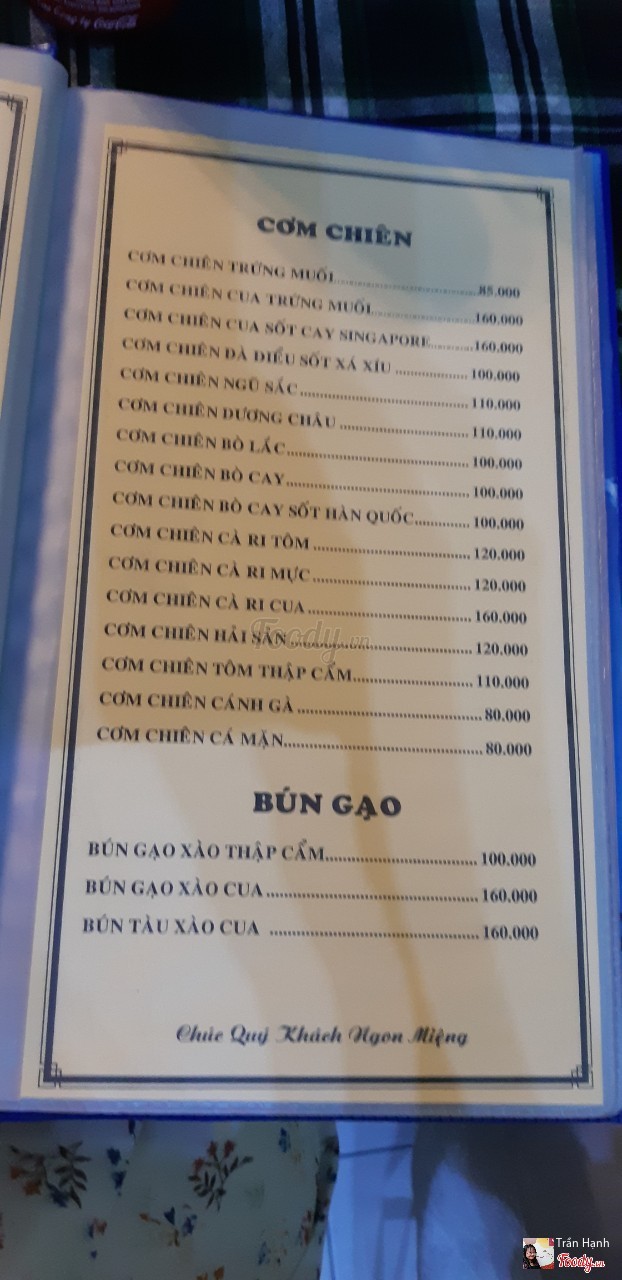 CƠM CHIÊN
CƠM CHIÊN TRỨNG MUỐI 85.000
CƠM CHIÊN CUA TRỨNG MUỐI 160.000
CƠM CHIÊN CUA SỐT CAY SINGAPORE 160.000
CƠM CHIÊN ĐÀ ĐIỂU SỐT XÁ XÍU 100.000
CƠM CHIÊN NGŨ SẮC 110.000
CƠM CHIÊN DƯƠNG CHÂU 110.000
CƠM CHIÊN BÒ LẮC 100.000
CƠM CHIÊN BÒ CAY 100.000
CƠM CHIÊN BÒ CAY SỐT HÀN QUỐC 100.000
CƠM CHIÊN CÀ RI TÔM 120.000
CƠM CHIÊN CÀ RI MỰC 120.000
CƠM CHIÊN CÀ RI CUA 160.000
CƠM CHIÊN HẢI SẢN 120.000
CƠM CHIÊN TÔM THẬP CẨM 110.000
CƠM CHIÊN CÁNH GÀ 80.000
CƠM CHIÊN CÁ MẶN 80.000
BÚN GẠO
BÚN GẠO XÀO THẬP CẨM 100.000
BÚN GẠO XÀO CUA 160.000
BÚN TÀU XÀO CUA 160.000
Chúc Quý Khách Ngon Miệng
Foody.vn
Trần Hạnh
Foody.vn